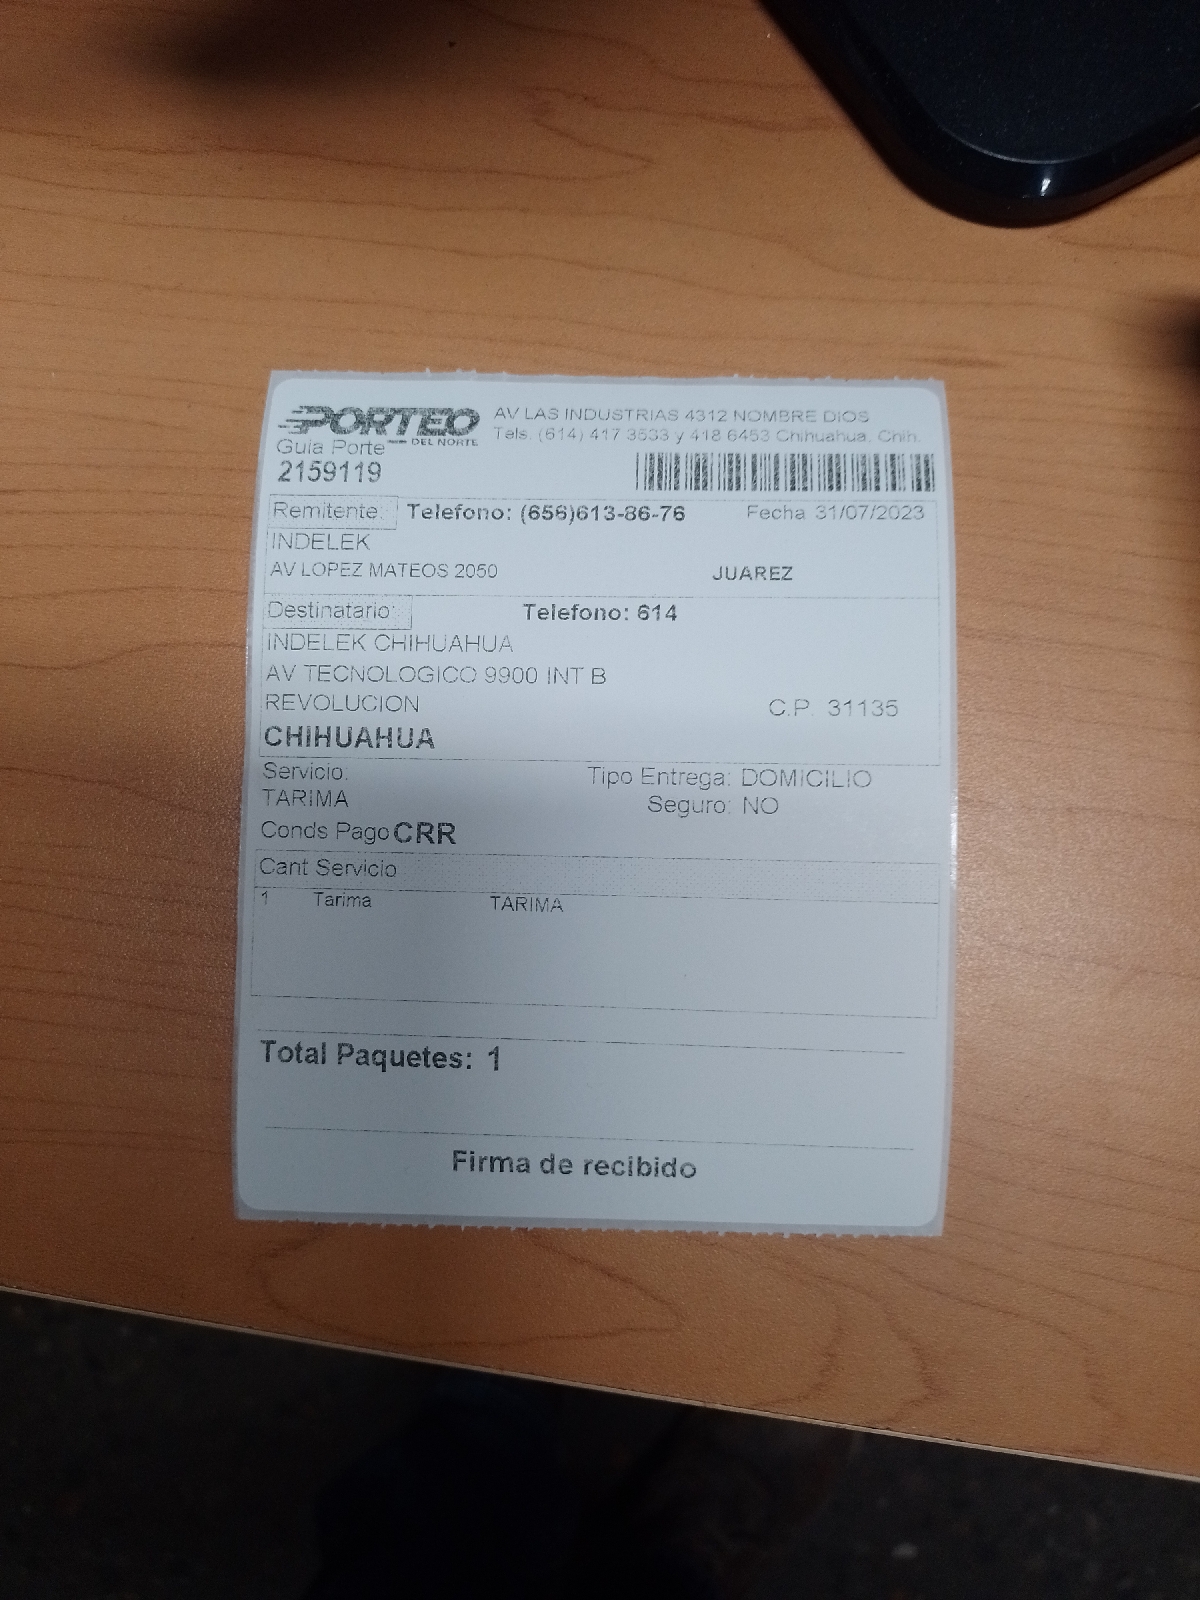 PORTEO
DEL NORTE
AV LAS INDUSTRIAS 4312 NOMBRE DIOS
Tels. (614) 417 3533 y 418 6453 Chihuahua, Chih.
Guia Porte
2159119
Remitente: Telefono: (656)613-86-76 Fecha 31/07/2023
INDELEK
AV LOPEZ MATEOS 2050 JUAREZ
Destinatario: Telefono: 614
INDELEK CHIHUAHUA
AV TECNOLOGICO 9900 INT B
REVOLUCION C.P. 31135
CHIHUAHUA
Servicio: Tipo Entrega: DOMICILIO
TARIMA Seguro: NO
Conds Pago CRR
Cant Servicio
1 Tarima TARIMA
Total Paquetes: 1
Firma de recibido